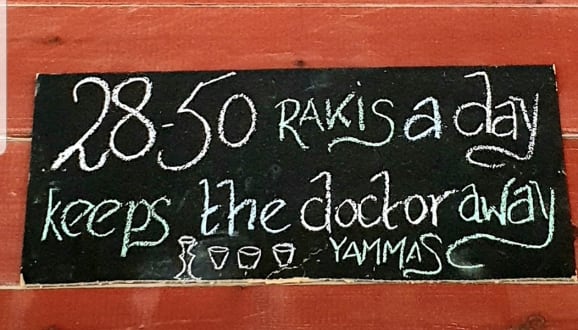 28-50 RAKIS a day
keeps the doctor away
YAMMAS